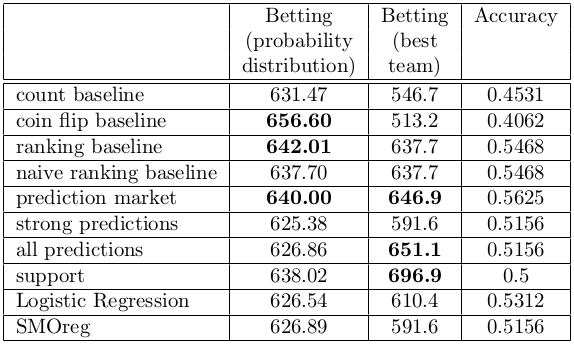 Betting Betting Accuracy
(probability (best
distribution) team)
count baseline 631.47 546.7 0.4531
coin flip baseline 656.60 513.2 0.4062
ranking baseline 642.01 637.7 0.5468
naive ranking baseline 637.70 637.7 0.5468
prediction market 640.00 646.9 0.5625
strong predictions 625.38 591.6 0.5156
all predictions 626.86 651.1 0.5156
support 638.02 696.9 0.5
Logistic Regression 626.54 610.4 0.5312
SMOreg 626.89 591.6 0.5156